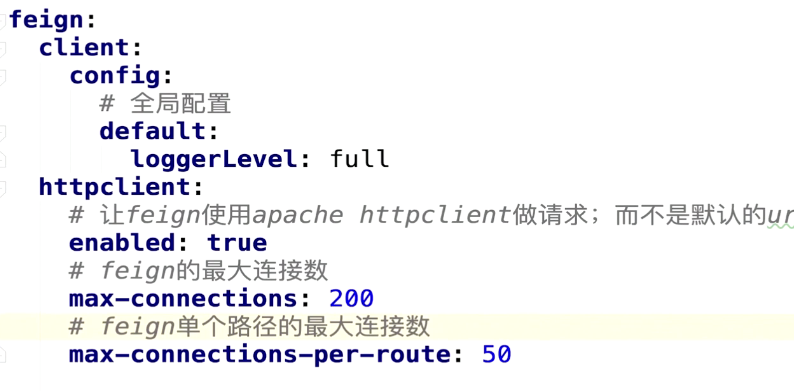 feign:
client:
config:
# 全局配置
default:
loggerLevel: full
httpclient:
# 让feign使用apache httpclient做请求；而不是默认的ur
enabled: true
# feign的最大连接数
max-connections: 200
# feign单个路径的最大连接数
max-connections-per-route: 50